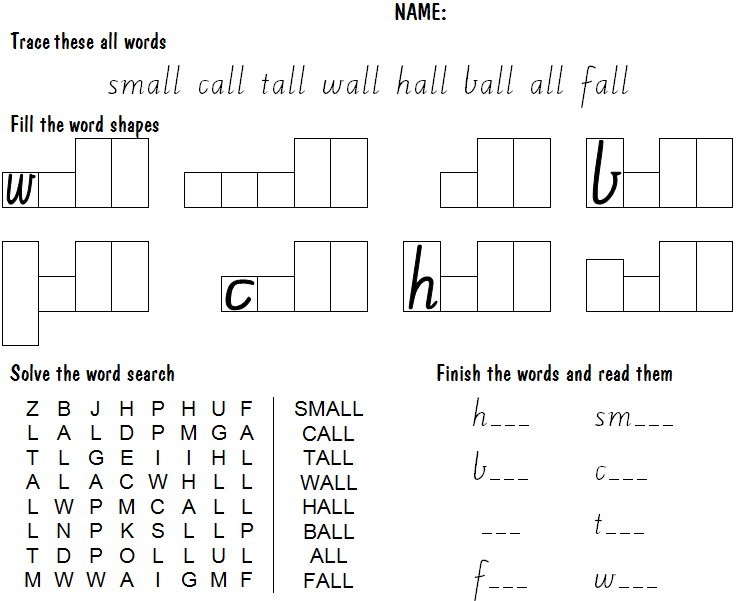 NAME:
Trace these all words
small call tall wall hall ball all fall
Fill the word shapes
w b
c h
Solve the word search
Z B J H P H U F
L A L D P M G A
T L G E I I H L
A L A C W H L L
L W P M C A L L
L N P K S L L P
T D P O L L U L
M W W A I G M F
SMALL
CALL
TALL
WALL
HALL
BALL
ALL
FALL
Finish the words and read them
h___ sm___
b___ c___
___ t___
f___ w___